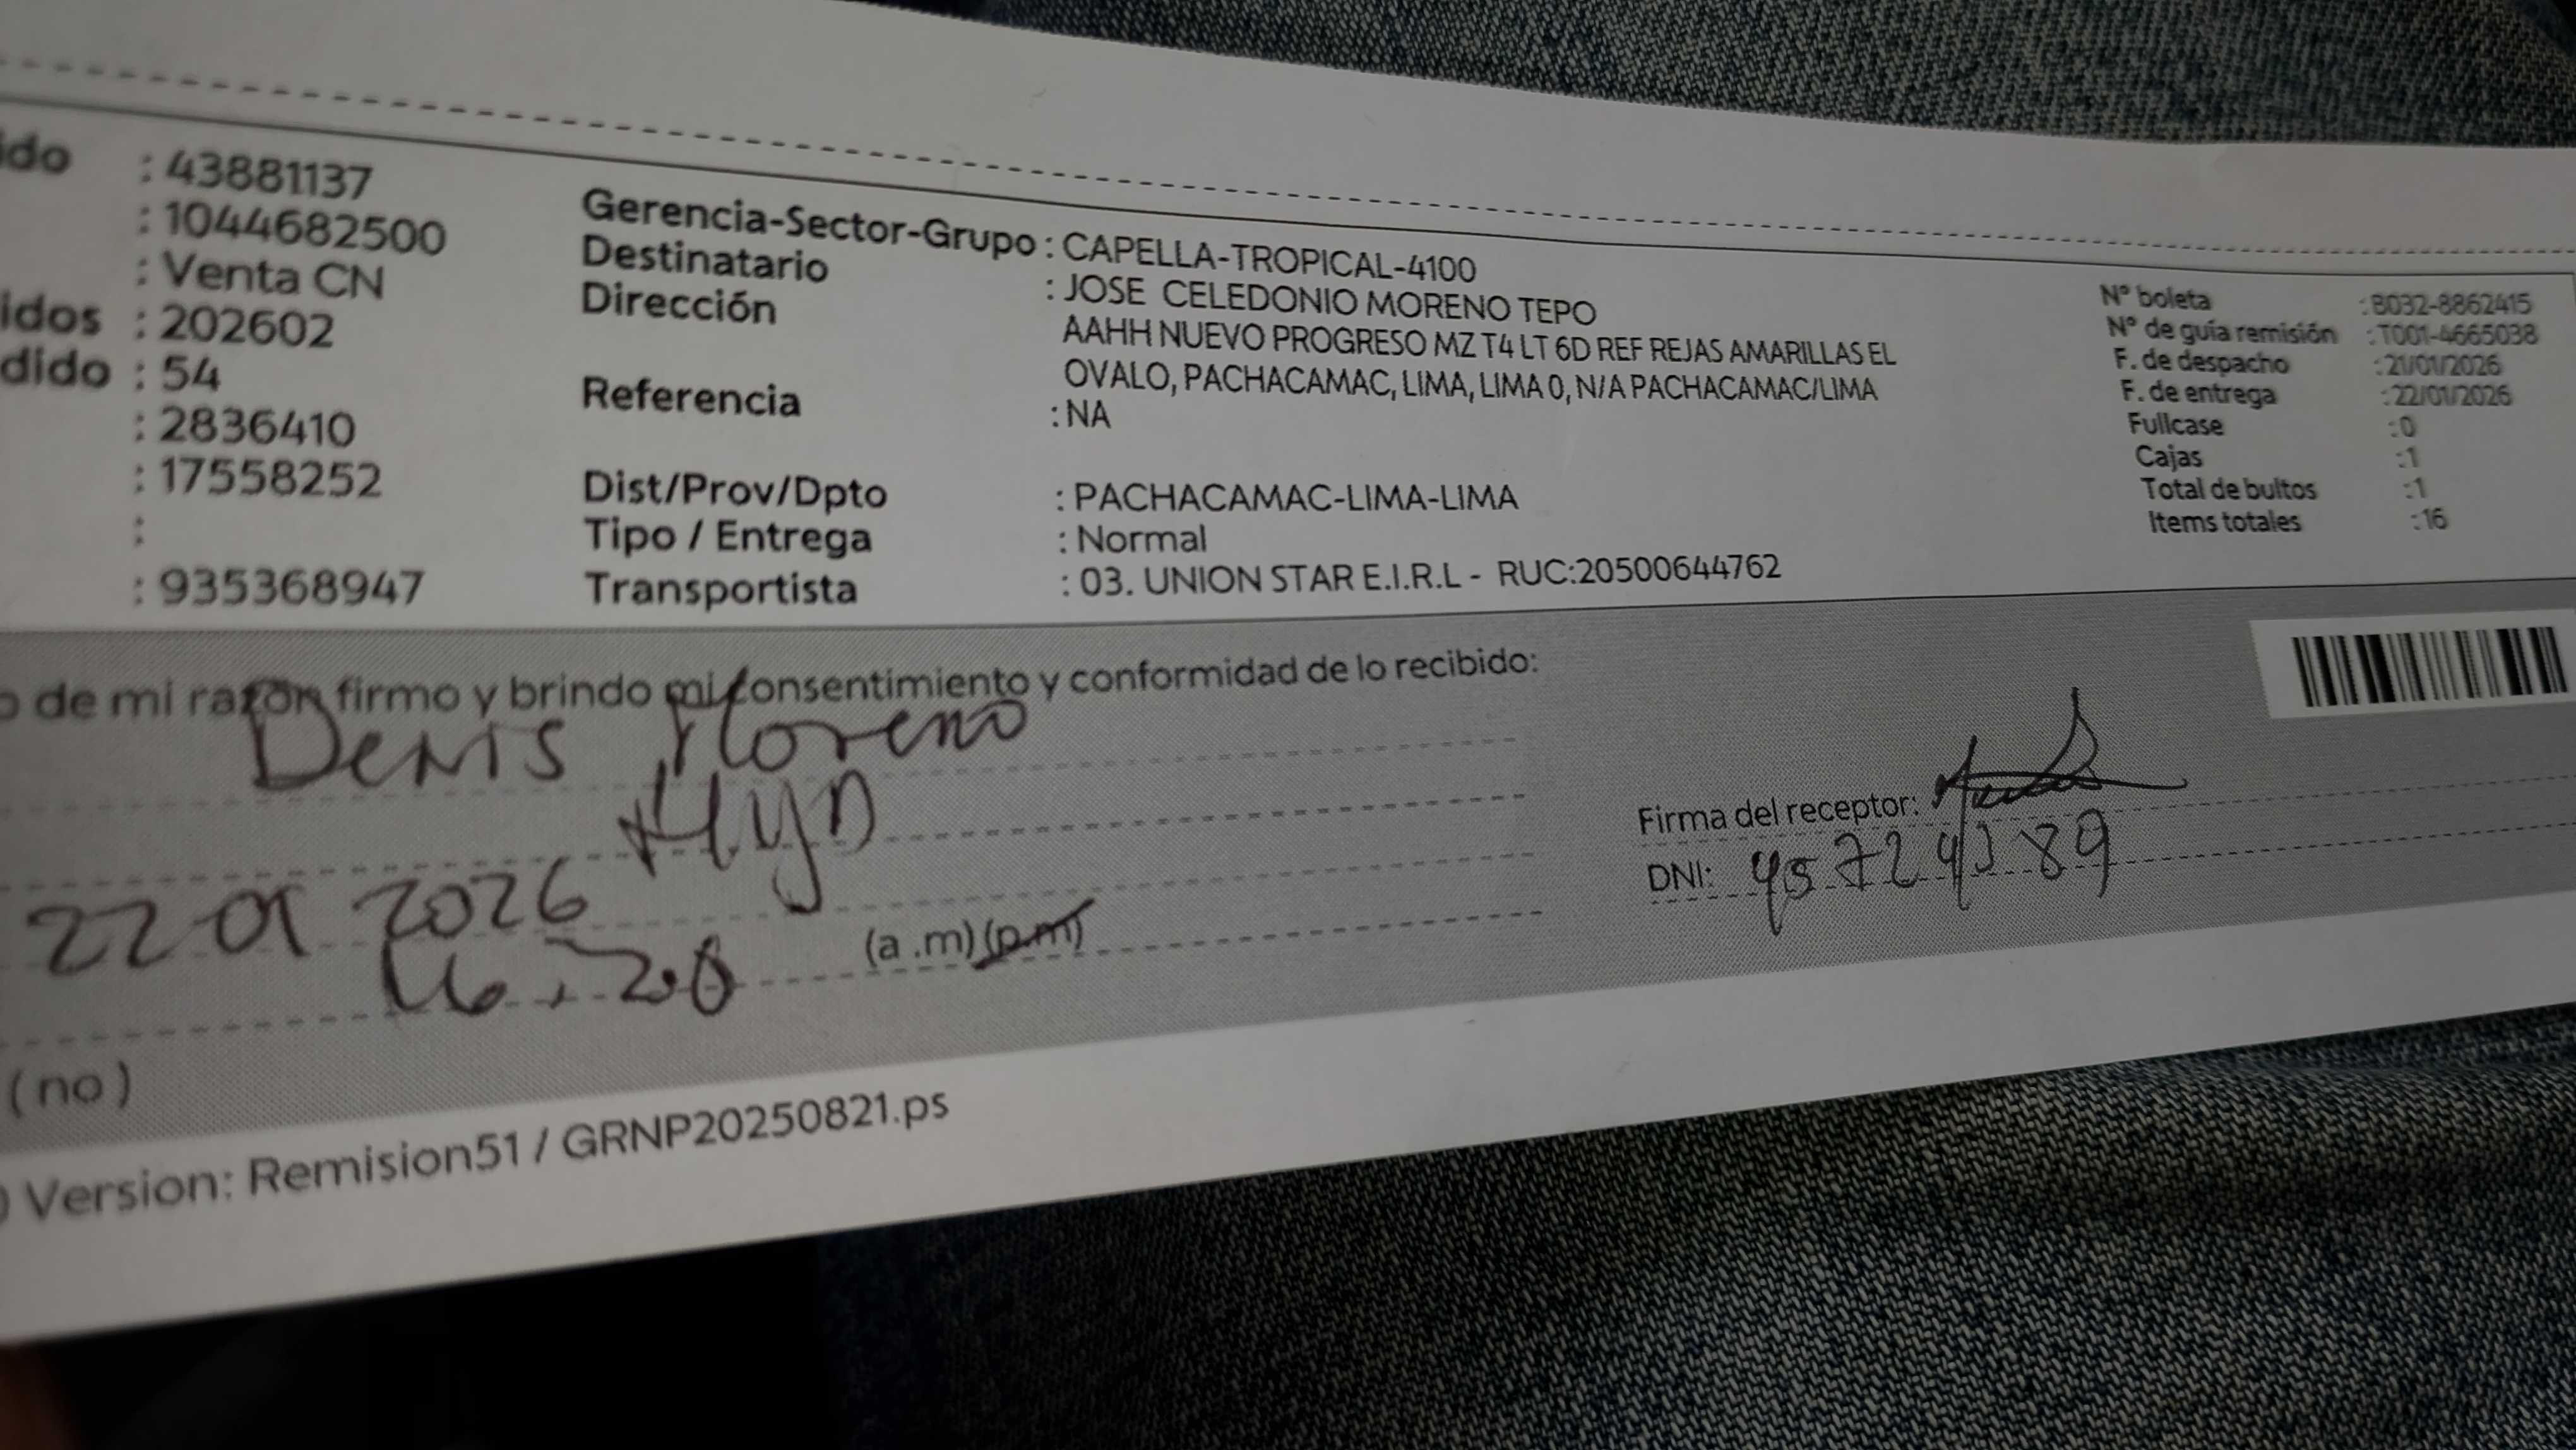 ido : 43881137
: 1044682500
: Venta CN
idos : 202602
dido : 54
: 2836410
: 17558252
:
: 935368947
Gerencia-Sector-Grupo : CAPELLA-TROPICAL-4100
Destinatario : JOSE CELEDONIO MORENO TEPO
Dirección AAHH NUEVO PROGRESO MZ T4 LT 6D REF REJAS AMARILLAS EL
OVALO, PACHACAMAC, LIMA, LIMA 0, N/A PACHACAMAC/LIMA
Referencia : NA
Dist/Prov/Dpto : PACHACAMAC-LIMA-LIMA
Tipo / Entrega : Normal
Transportista : 03. UNION STAR E.I.R.L - RUC:20500644762
N° boleta : B032-8862415
N° de guía remisión : T001-4665038
F. de despacho : 21/01/2026
F. de entrega : 22/01/2026
Fullcase : 0
Cajas : 1
Total de bultos : 1
Items totales : 16
o de mi razón firmo y brindo mi consentimiento y conformidad de lo recibido:
Denis Moreno
22 01 2026
16:20 (a .m) (p.m)
Firma del receptor:
DNI:
(no)
) Version: Remision51 / GRNP20250821.ps